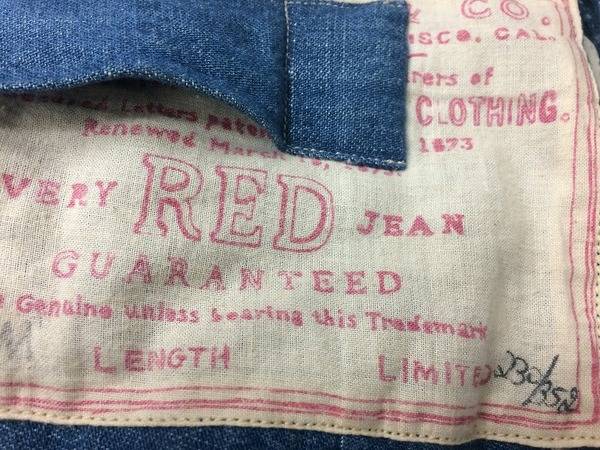 CO.
SCO. CAL.
rers of
CLOTHING.
Letters Paten 1873
Renewed March
VERY RED JEAN
GUARANTEED
Genuine unless bearing this Trademark
M
LENGTH LIMITED 230/352